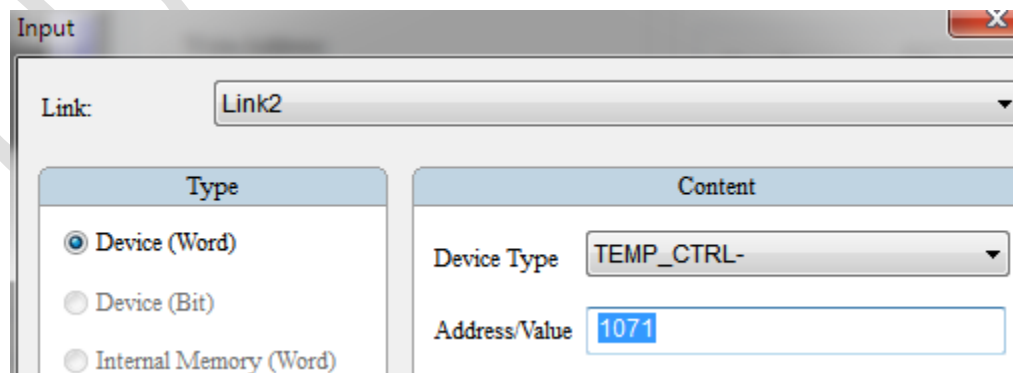 Input
Link:
Link2
Type
Content
Device (Word)
Device Type
TEMP_CTRL-
Device (Bit)
Address/Value
1071
Internal Memory (Word)